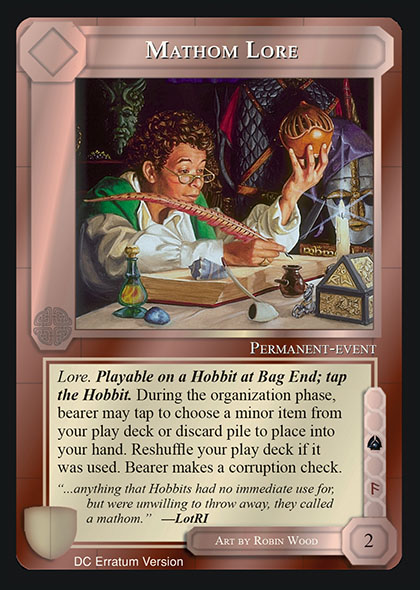 Mathom Lore
Permanent-event
Lore. Playable on a Hobbit at Bag End; tap
the Hobbit. During the organization phase,
bearer may tap to choose a minor item from
your play deck or discard pile to place into
your hand. Reshuffle your play deck if it
was used. Bearer makes a corruption check.
“...anything that Hobbits had no immediate use for,
but were unwilling to throw away, they called
a mathom.” —LotRI
Art by Robin Wood
2
DC Erratum Version